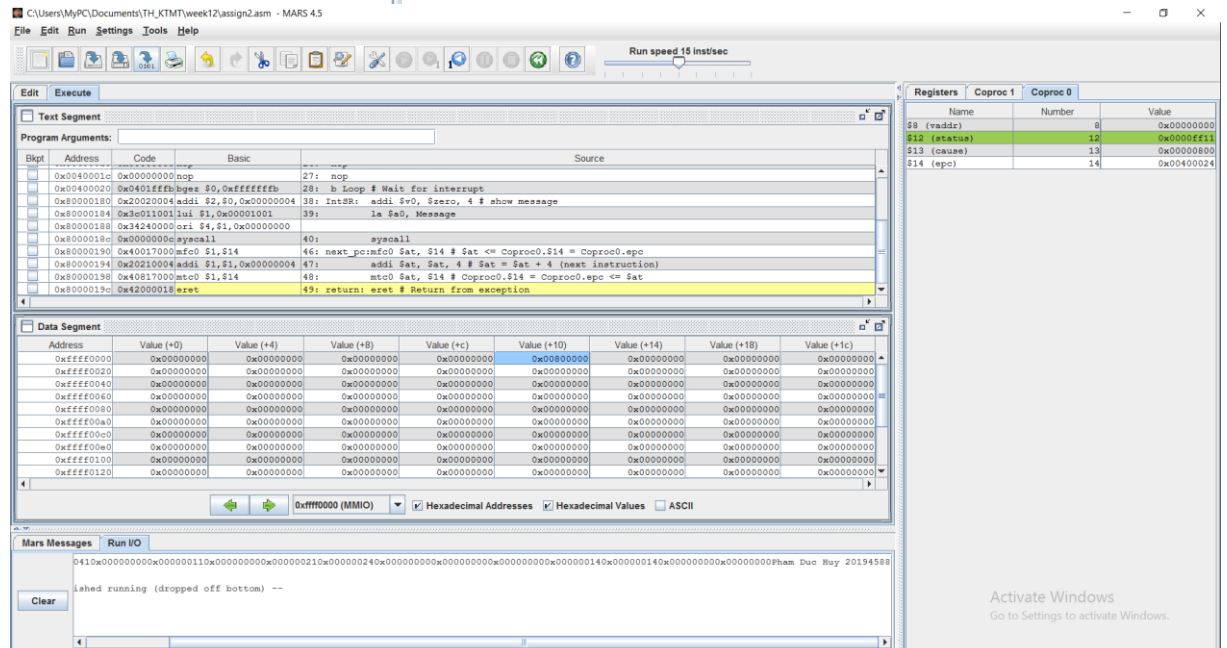 C:\Users\MyPC\Documents\TH_KTMT\week12\assign2.asm - MARS 4.5
File Edit Run Settings Tools Help
Run speed 15 inst/sec
Edit Execute
Text Segment
Program Arguments:
Bkpt Address Code Basic Source
0x0040001c 0x00000000 nop 27: nop
0x00400020 0x0401fffb bgez $0,0xfffffffb 28: b Loop # Wait for interrupt
0x80000180 0x20020004 addi $2,$0,0x00000004 38: IntSR: addi $v0, $zero, 4 # show message
0x80000184 0x3c011001 lui $1,0x00001001 39: la $a0, Message
0x80000188 0x34240000 ori $4,$1,0x00000000
0x8000018c 0x0000000c syscall 40: syscall
0x80000190 0x40017000 mfc0 $1,$14 46: next_pc:mfc0 $at, $14 # $at <= Coproc0.$14 = Coproc0.epc
0x80000194 0x20210004 addi $1,$1,0x00000004 47: addi $at, $at, 4 # $at = $at + 4 (next instruction)
0x80000198 0x40817000 mtc0 $1,$14 48: mtc0 $at, $14 # Coproc0.$14 = Coproc0.epc <= $at
0x8000019c 0x42000018 eret 49: return: eret # Return from exception
Data Segment
Address Value (+0) Value (+4) Value (+8) Value (+c) Value (+10) Value (+14) Value (+18) Value (+1c)
0xffff0000 0x00000000 0x00000000 0x00000000 0x00000000 0x00800000 0x00000000 0x00000000 0x00000000
0xffff0020 0x00000000 0x00000000 0x00000000 0x00000000 0x00000000 0x00000000 0x00000000 0x00000000
0xffff0040 0x00000000 0x00000000 0x00000000 0x00000000 0x00000000 0x00000000 0x00000000 0x00000000
0xffff0060 0x00000000 0x00000000 0x00000000 0x00000000 0x00000000 0x00000000 0x00000000 0x00000000
0xffff0080 0x00000000 0x00000000 0x00000000 0x00000000 0x00000000 0x00000000 0x00000000 0x00000000
0xffff00a0 0x00000000 0x00000000 0x00000000 0x00000000 0x00000000 0x00000000 0x00000000 0x00000000
0xffff00c0 0x00000000 0x00000000 0x00000000 0x00000000 0x00000000 0x00000000 0x00000000 0x00000000
0xffff00e0 0x00000000 0x00000000 0x00000000 0x00000000 0x00000000 0x00000000 0x00000000 0x00000000
0xffff0100 0x00000000 0x00000000 0x00000000 0x00000000 0x00000000 0x00000000 0x00000000 0x00000000
0xffff0120 0x00000000 0x00000000 0x00000000 0x00000000 0x00000000 0x00000000 0x00000000 0x00000000
0xffff0000 (MMIO) Hexadecimal Addresses Hexadecimal Values ASCII
Mars Messages Run I/O
0410x000000000x000000110x000000000x000000210x000000240x000000000x000000000x000000000x000000140x000000140x000000000x00000000Pham Duc Huy 20194588
ished running (dropped off bottom) --
Clear
Registers Coproc 1 Coproc 0
Name Number Value
$8 (vaddr) 8 0x00000000
$12 (status) 12 0x0000ff11
$13 (cause) 13 0x00000800
$14 (epc) 14 0x00400024
Activate Windows
Go to Settings to activate Windows.